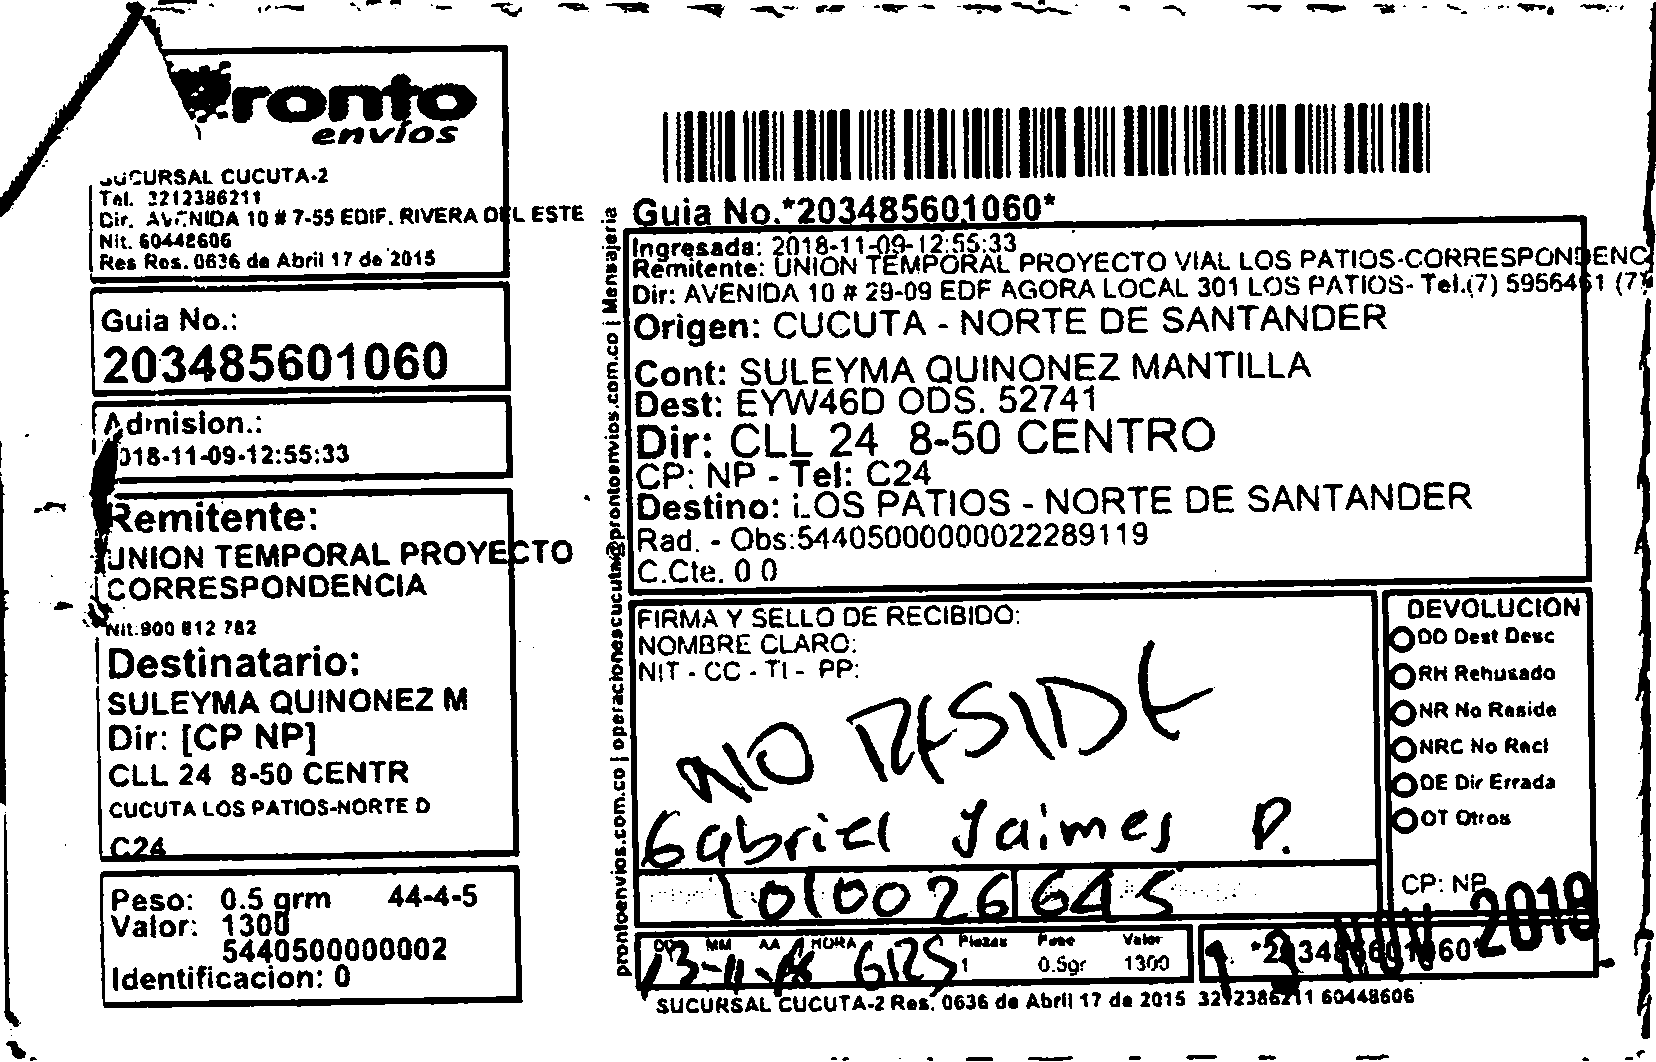 Pronto
envíos
SUCURSAL CUCUTA-2
Tel. 3212386211
Dir. AVENIDA 10 # 7-55 EDIF. RIVERA DEL ESTE
Nit. 60448606
Res Res. 0636 de Abril 17 de 2015
Guia No.:
203485601060
Admision.:
2018-11-09-12:55:33
Remitente:
UNION TEMPORAL PROYECTO
CORRESPONDENCIA
Nit:900 812 782
Destinatario:
SULEYMA QUINONEZ M
Dir: [CP NP]
CLL 24 8-50 CENTR
CUCUTA LOS PATIOS-NORTE D
C24
Peso: 0.5 grm 44-4-5
Valor: 1300
5440500000002
Identificacion: 0
prontoenvios.com.co | operacionescucuta@prontoenvios.com.co | Mensajeria
Guia No.*203485601060*
Ingresada: 2018-11-09-12:55:33
Remitente: UNION TEMPORAL PROYECTO VIAL LOS PATIOS-CORRESPONDENC
Dir: AVENIDA 10 # 29-09 EDF AGORA LOCAL 301 LOS PATIOS- Tel.(7) 5956461 (7)
Origen: CUCUTA - NORTE DE SANTANDER
Cont: SULEYMA QUINONEZ MANTILLA
Dest: EYW46D ODS. 52741
Dir: CLL 24 8-50 CENTRO
CP: NP - Tel: C24
Destino: LOS PATIOS - NORTE DE SANTANDER
Rad. - Obs:54405000000022289119
C.Cte. 0 0
FIRMA Y SELLO DE RECIBIDO:
NOMBRE CLARO:
NIT - CC - TI - PP:
NO RESIDE
Gabriel Jaimes P.
1010026645
DD MM AA HORA Piezas Peso Valor
13-11-18 6125 1 0.5gr 1300
DEVOLUCION
DD Dest Desc
RH Rehusado
NR No Reside
NRC No Recl
DE Dir Errada
OT Otros
CP: NP
*203485601060*
NOV 2018
SUCURSAL CUCUTA-2 Res. 0636 de Abril 17 de 2015 3212386211 60448606